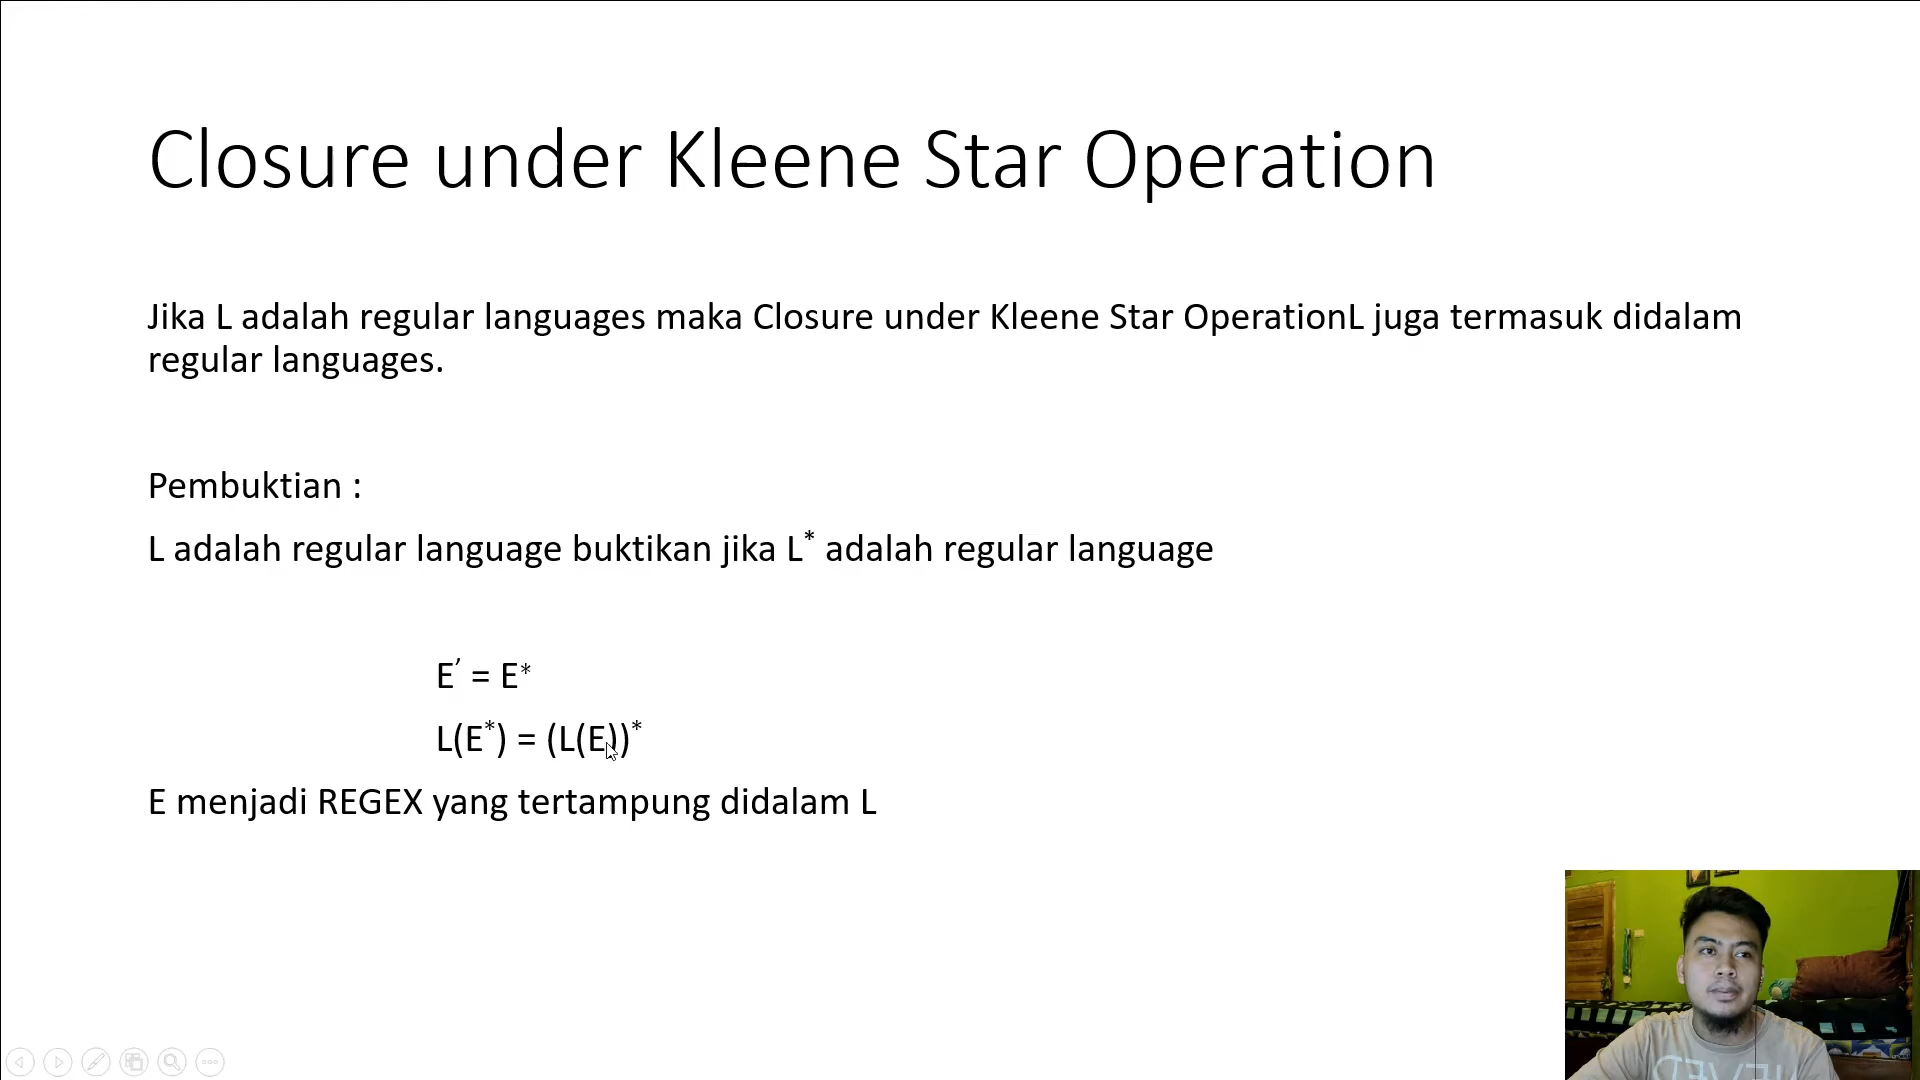 Closure under Kleene Star Operation
Jika L adalah regular languages maka Closure under Kleene Star OperationL juga termasuk didalam
regular languages.
Pembuktian :
L adalah regular language buktikan jika L* adalah regular language
E′ = E*
L(E*) = (L(E))*
E menjadi REGEX yang tertampung didalam L